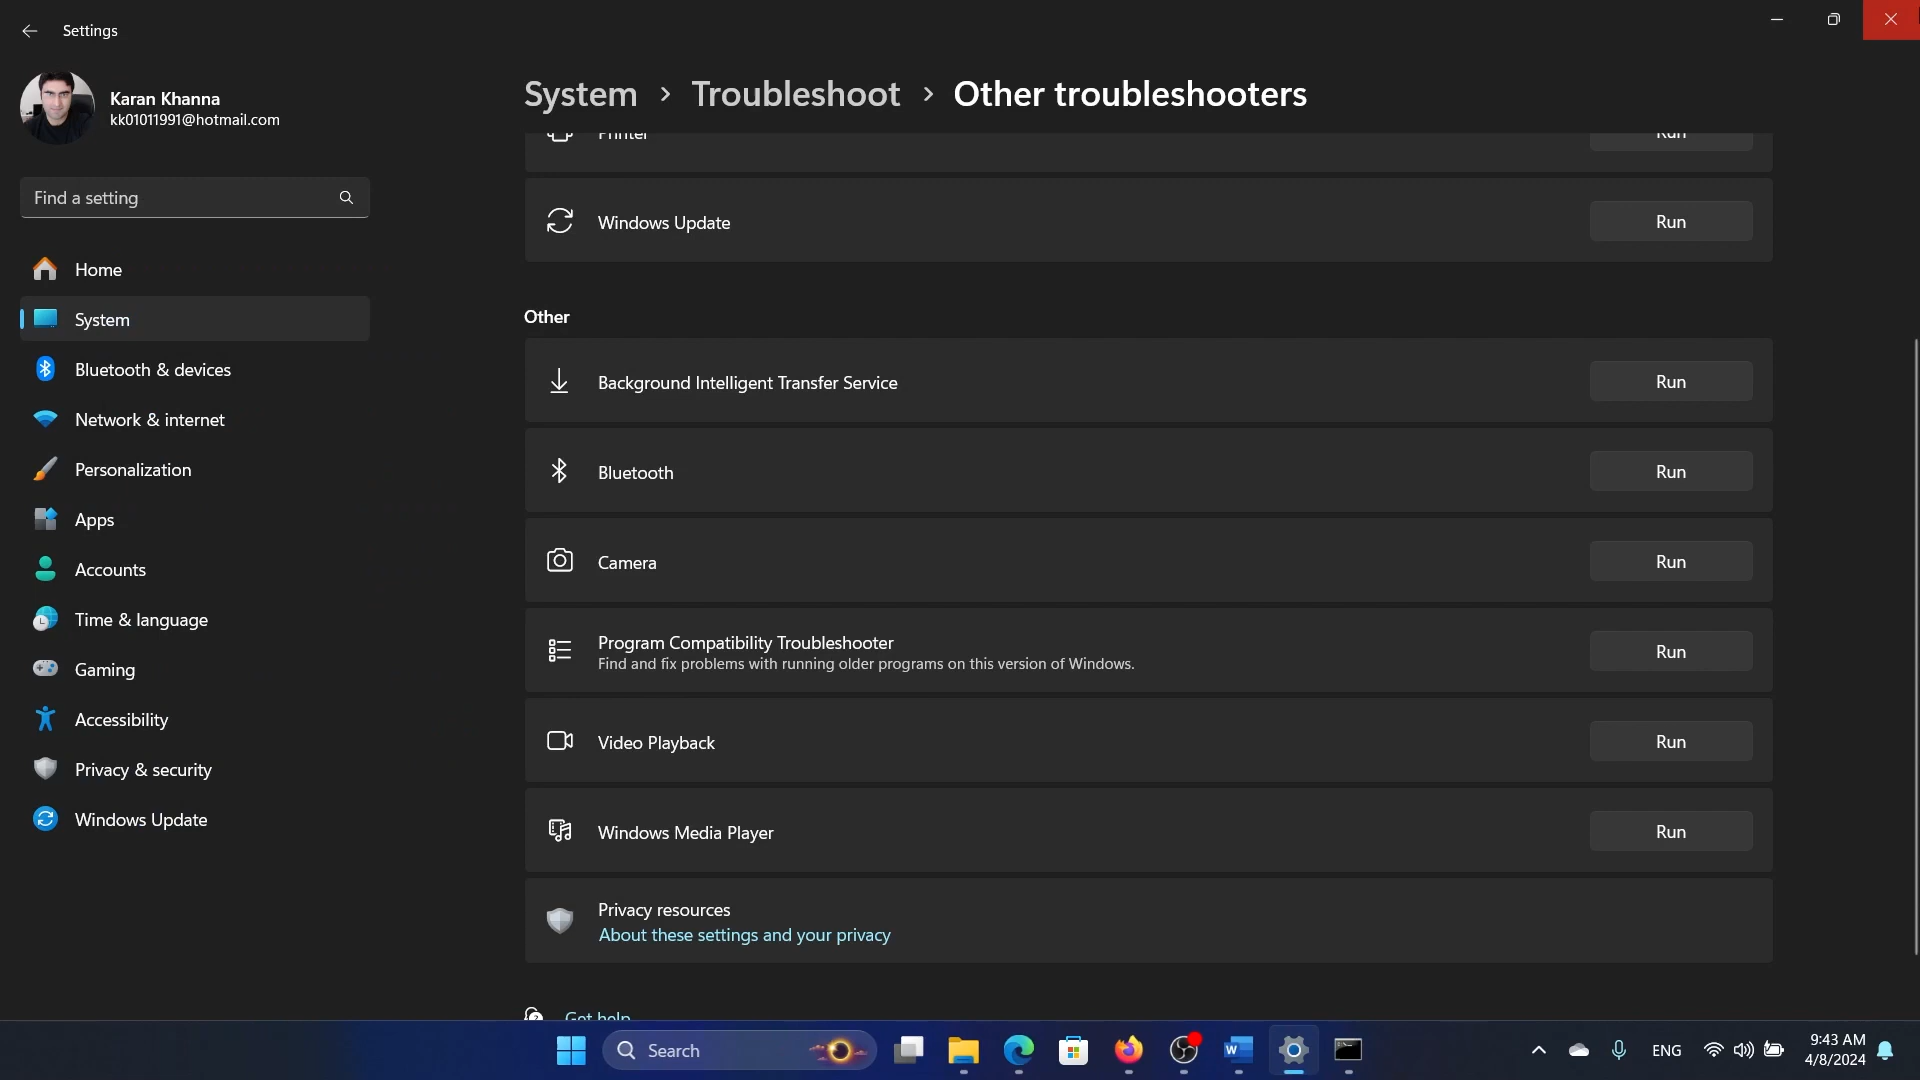 Settings
Karan Khanna
kk01011991@hotmail.com
Find a setting
Home
System
Bluetooth & devices
Network & internet
Personalization
Apps
Accounts
Time & language
Gaming
Accessibility
Privacy & security
Windows Update
System > Troubleshoot > Other troubleshooters
Printer Run
Windows Update Run
Other
Background Intelligent Transfer Service Run
Bluetooth Run
Camera Run
Program Compatibility Troubleshooter Run
Find and fix problems with running older programs on this version of Windows.
Video Playback Run
Windows Media Player Run
Privacy resources
About these settings and your privacy
Get help
Search
ENG
9:43 AM
4/8/2024